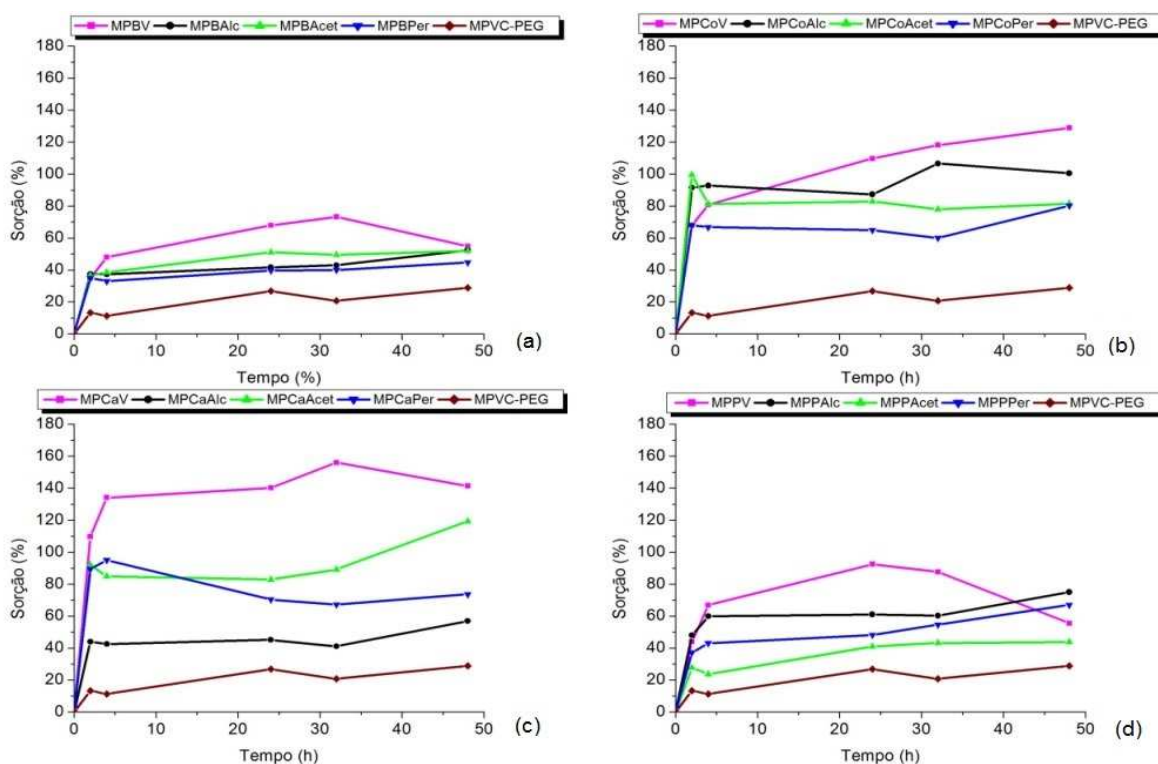 MPBV MPBAlc MPBAcet MPBPer MPVC-PEG
180
160
140
120
100
80
60
40
20
0
Sorção (%)
0 10 20 30 40 50
Tempo (%)
(a)
MPCoV MPCoAlc MPCoAcet MPCoPer MPVC-PEG
180
160
140
120
100
80
60
40
20
0
Sorção (%)
0 10 20 30 40 50
Tempo (h)
(b)
MPCaV MPCaAlc MPCaAcet MPCaPer MPVC-PEG
180
160
140
120
100
80
60
40
20
0
Sorção (%)
0 10 20 30 40 50
Tempo (h)
(c)
MPPV MPPAlc MPPAcet MPPPer MPVC-PEG
180
160
140
120
100
80
60
40
20
0
Sorção (%)
0 10 20 30 40 50
Tempo (h)
(d)